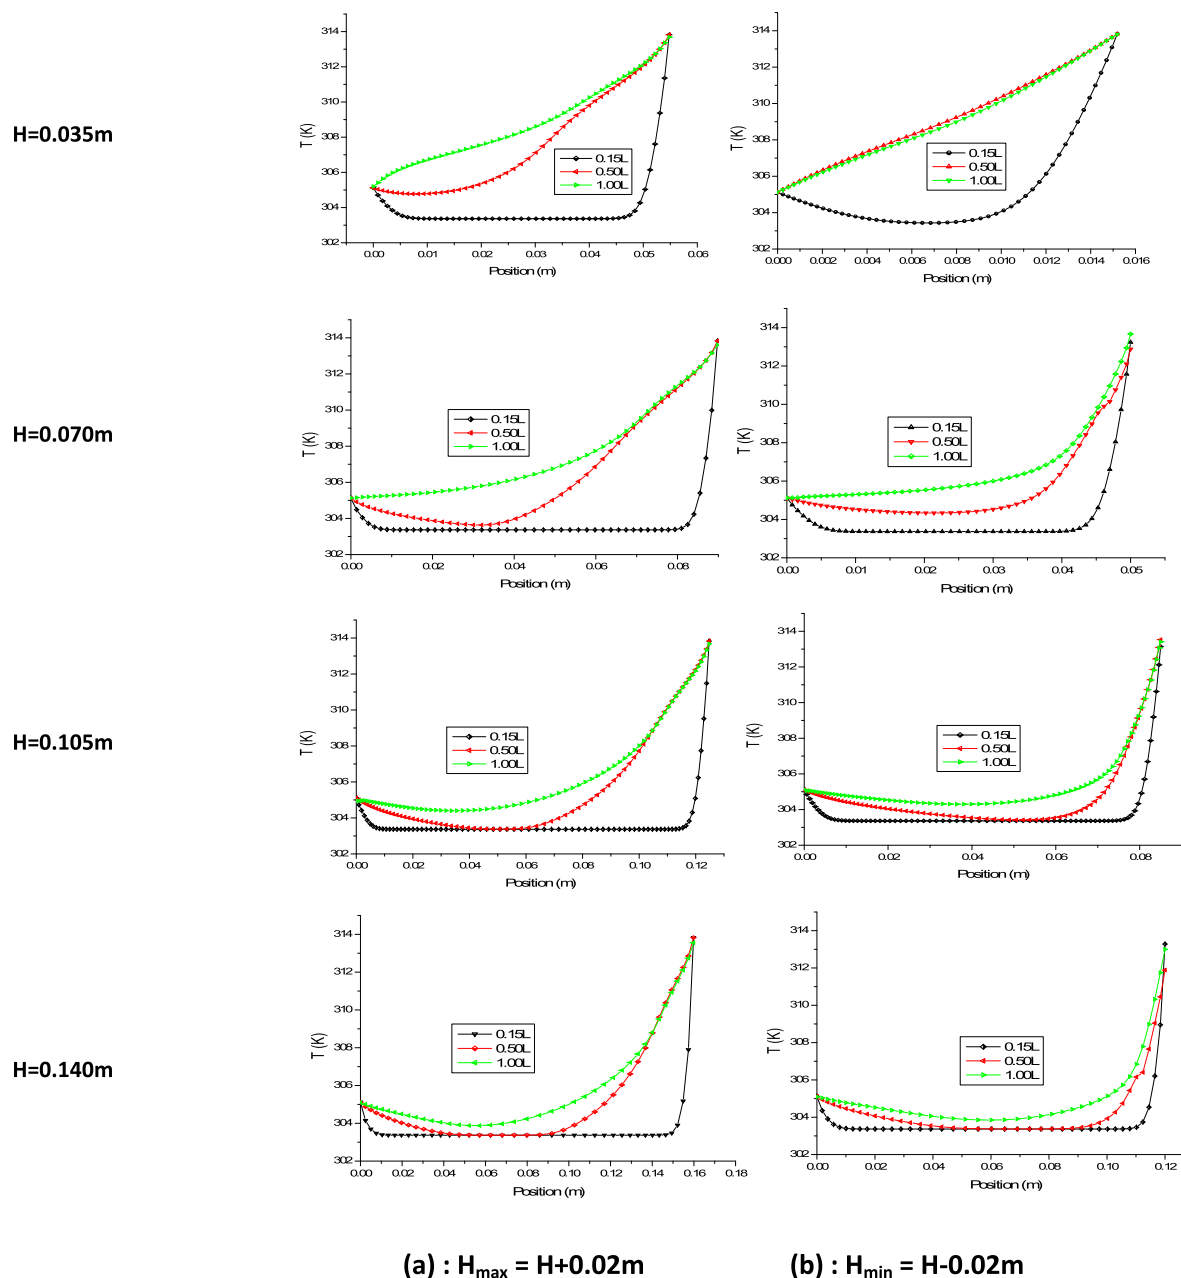 H=0.035m
314
312
310
308
306
304
302
T (K)
0.15L
0.50L
1.00L
0.00 0.01 0.02 0.03 0.04 0.05 0.06
Position (m)
314
312
310
308
306
304
302
T (K)
0.15L
0.50L
1.00L
0.000 0.002 0.004 0.006 0.008 0.010 0.012 0.014 0.016
Position (m)
H=0.070m
314
312
310
308
306
304
302
T (K)
0.15L
0.50L
1.00L
0.00 0.02 0.04 0.06 0.08
Position (m)
314
312
310
308
306
304
302
T (K)
0.15L
0.50L
1.00L
0.00 0.01 0.02 0.03 0.04 0.05
Position (m)
H=0.105m
314
312
310
308
306
304
302
T (K)
0.15L
0.50L
1.00L
0.00 0.02 0.04 0.06 0.08 0.10 0.12
Position (m)
314
312
310
308
306
304
302
T (K)
0.15L
0.50L
1.00L
0.00 0.02 0.04 0.06 0.08
Position (m)
H=0.140m
314
312
310
308
306
304
302
T (K)
0.15L
0.50L
1.00L
0.00 0.02 0.04 0.06 0.08 0.10 0.12 0.14 0.16 0.18
Position (m)
314
312
310
308
306
304
302
T (K)
0.15L
0.50L
1.00L
0.00 0.02 0.04 0.06 0.08 0.10 0.12
Position (m)
(a) : Hmax = H+0.02m
(b) : Hmin = H-0.02m